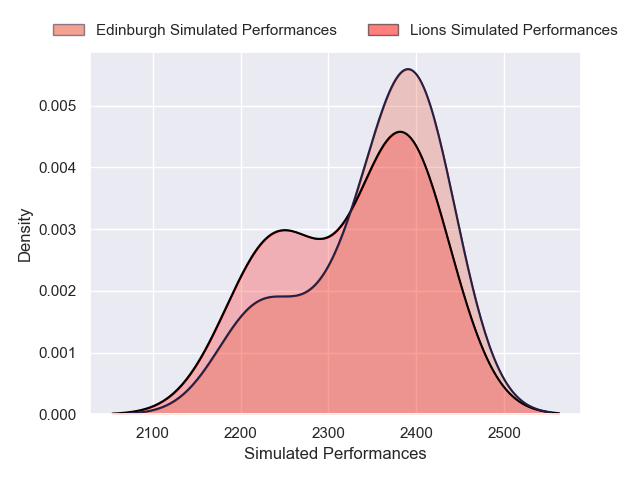 Edinburgh Simulated Performances Lions Simulated Performances
0.005
0.004
0.003
0.002
0.001
0.000
Density
2100 2200 2300 2400 2500
Simulated Performances